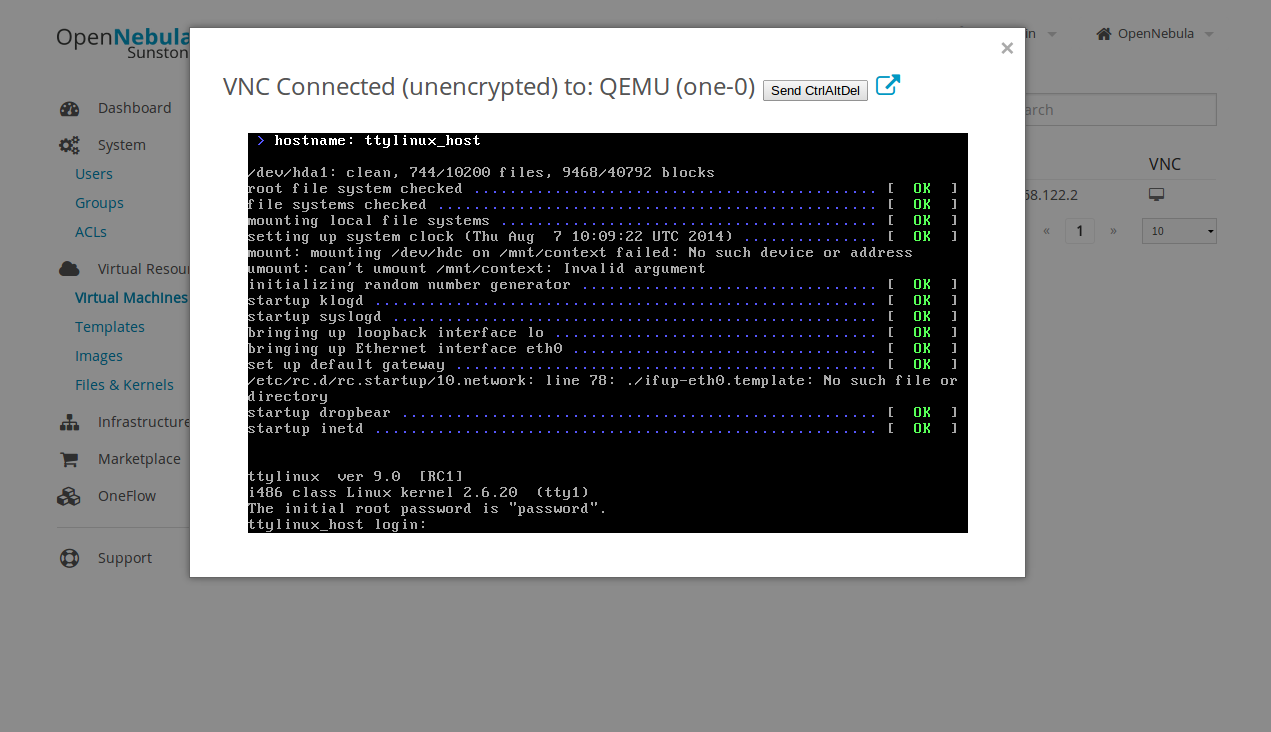 OpenNebula
Sunston
in
OpenNebula
×
VNC Connected (unencrypted) to: QEMU (one-0) Send CtrlAltDel
Dashboard
System
Users
Groups
ACLs
Virtual Resou
Virtual Machines
Templates
Images
Files & Kernels
Infrastructure
Marketplace
OneFlow
Support
> hostname: ttylinux_host
/dev/hda1: clean, 744/10200 files, 9468/40792 blocks
root file system checked ............................................. [ OK ]
file systems checked ................................................. [ OK ]
mounting local file systems .......................................... [ OK ]
setting up system clock (Thu Aug  7 10:09:22 UTC 2014) ............... [ OK ]
mount: mounting /dev/hdc on /mnt/context failed: No such device or address
umount: can't umount /mnt/context: Invalid argument
initializing random number generator ................................. [ OK ]
startup klogd ........................................................ [ OK ]
startup syslogd ...................................................... [ OK ]
bringing up loopback interface lo .................................... [ OK ]
bringing up Ethernet interface eth0 .................................. [ OK ]
set up default gateway ............................................... [ OK ]
/etc/rc.d/rc.startup/10.network: line 78: ./ifup-eth0.template: No such file or
directory
startup dropbear ..................................................... [ OK ]
startup inetd ........................................................ [ OK ]
ttylinux  ver 9.0  [RC1]
i486 class Linux kernel 2.6.20  (tty1)
The initial root password is "password".
ttylinux_host login:
arch
VNC
68.122.2
« 1 » 10